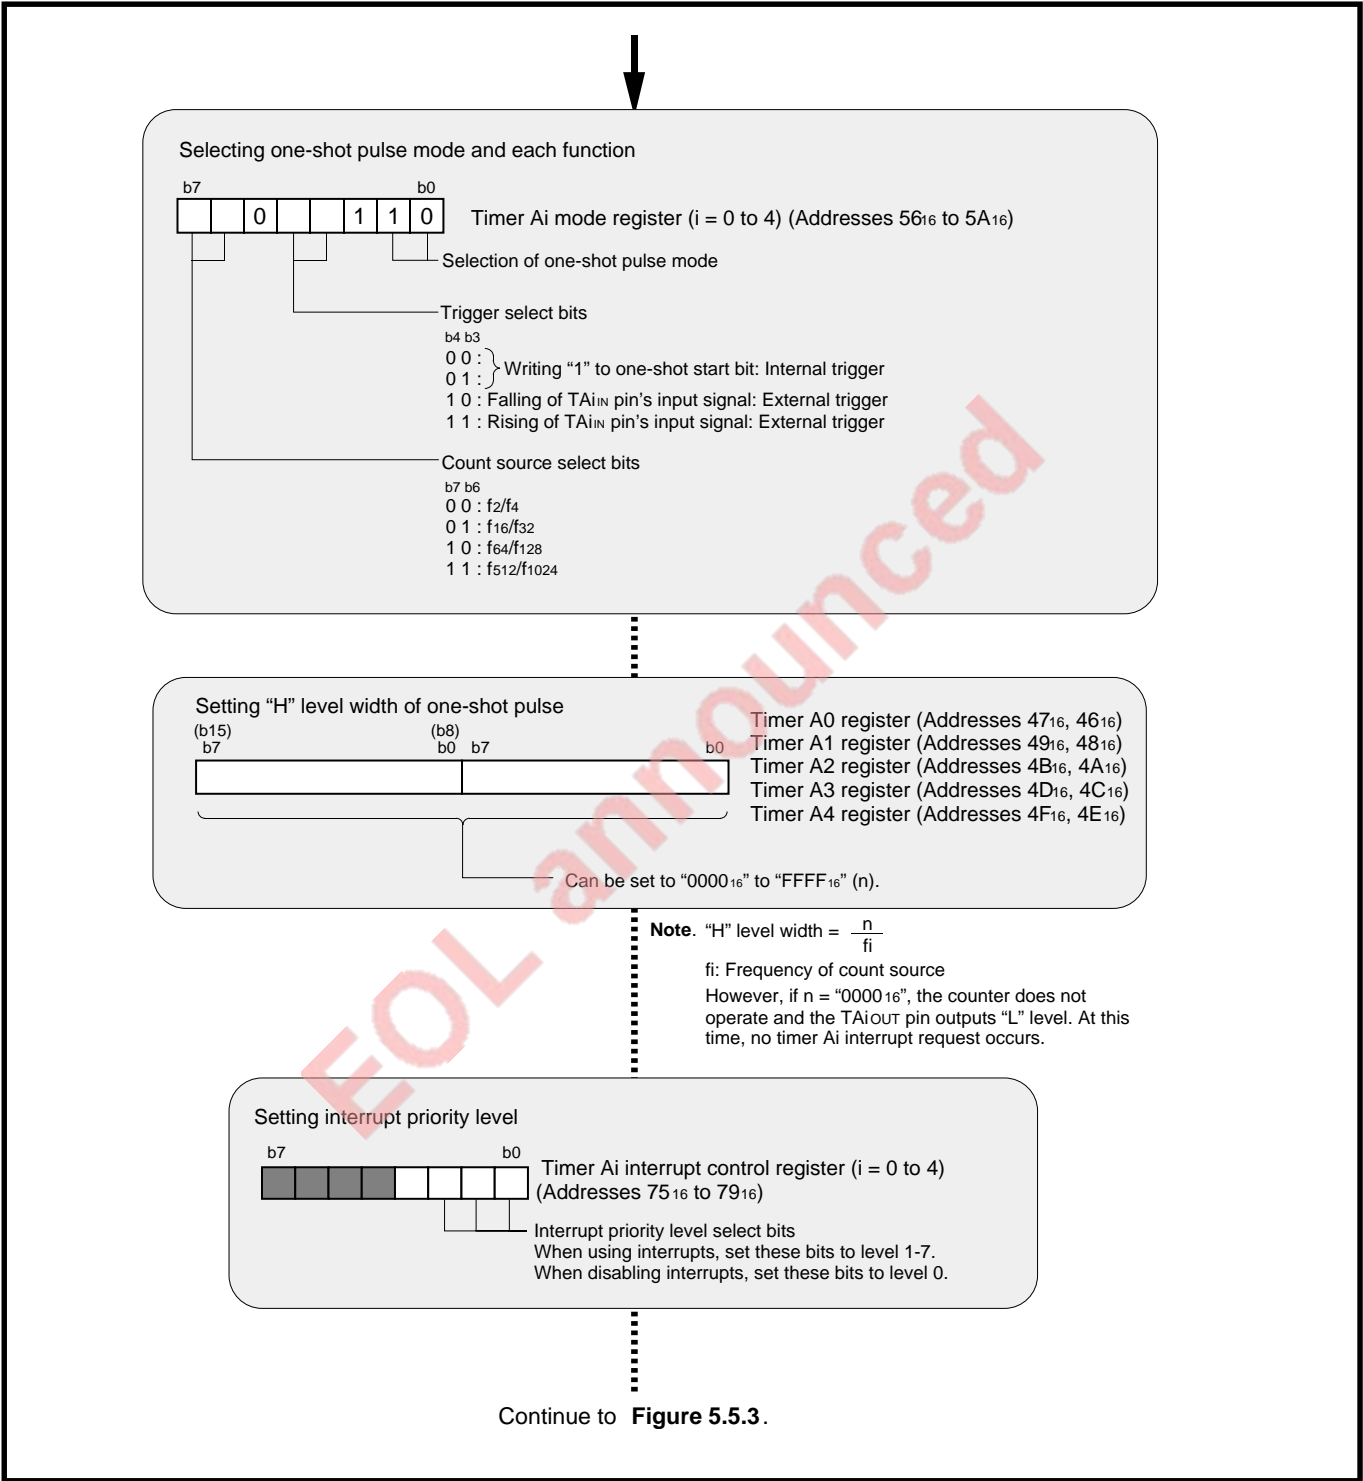 Selecting one-shot pulse mode and each function
b7 b0
0 1 1 0
Timer Ai mode register (i = 0 to 4) (Addresses 5616 to 5A16)
Selection of one-shot pulse mode
Trigger select bits
b4 b3
0 0 :
0 1 :
Writing “1” to one-shot start bit: Internal trigger
1 0 : Falling of TAiIN pin’s input signal: External trigger
1 1 : Rising of TAiIN pin’s input signal: External trigger
Count source select bits
b7 b6
0 0 : f2/f4
0 1 : f16/f32
1 0 : f64/f128
1 1 : f512/f1024
Setting “H” level width of one-shot pulse
(b15) (b8)
b7 b0 b7 b0
Timer A0 register (Addresses 4716, 4616)
Timer A1 register (Addresses 4916, 4816)
Timer A2 register (Addresses 4B16, 4A16)
Timer A3 register (Addresses 4D16, 4C16)
Timer A4 register (Addresses 4F16, 4E16)
Can be set to “000016” to “FFFF16” (n).
Note. “H” level width = n
fi
fi: Frequency of count source
However, if n = “000016”, the counter does not
operate and the TAiOUT pin outputs “L” level. At this
time, no timer Ai interrupt request occurs.
Setting interrupt priority level
b7 b0
Timer Ai interrupt control register (i = 0 to 4)
(Addresses 7516 to 7916)
Interrupt priority level select bits
When using interrupts, set these bits to level 1-7.
When disabling interrupts, set these bits to level 0.
Continue to Figure 5.5.3.
EOL announced